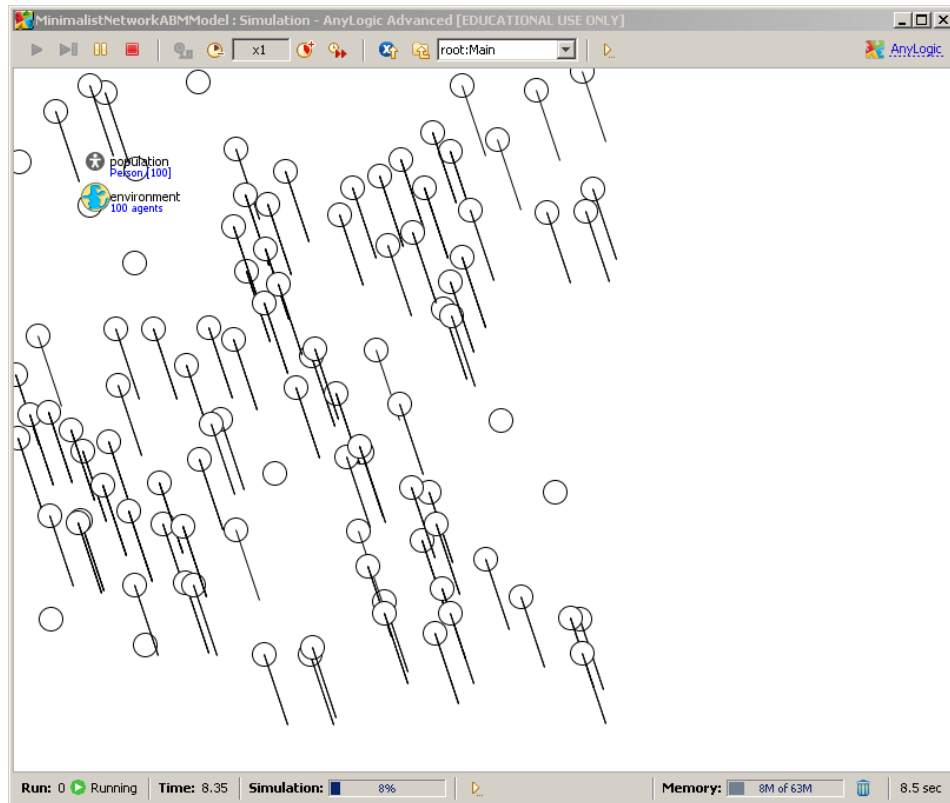 MinimalistNetworkABMModel : Simulation - AnyLogic Advanced [EDUCATIONAL USE ONLY]
x1 root:Main AnyLogic
population
Person [100]
environment
100 agents
Run: 0 Running Time: 8.35 Simulation: 8% Memory: 8M of 63M 8.5 sec